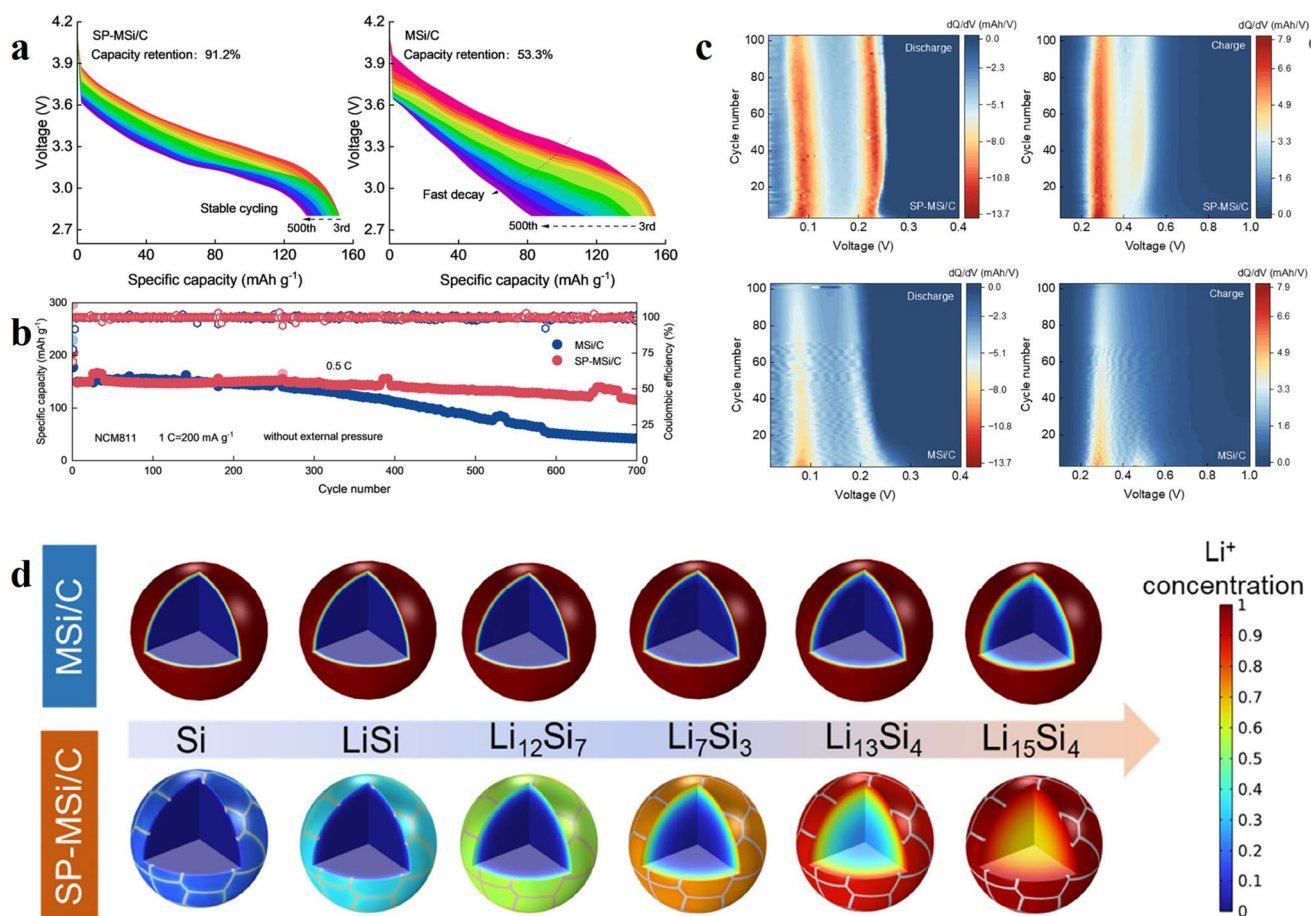 a
SP-MSi/C
Capacity retention: 91.2%
4.2
3.9
3.6
3.3
3.0
2.7
Voltage (V)
Stable cycling
500th
3rd
0 40 80 120 160
Specific capacity (mAh g⁻¹)
MSi/C
Capacity retention: 53.3%
4.2
3.9
3.6
3.3
3.0
2.7
Voltage (V)
Fast decay
500th
3rd
0 40 80 120 160
Specific capacity (mAh g⁻¹)
b
300
200
100
0
Specific capacity (mAh g⁻¹)
MSi/C
SP-MSi/C
0.5 C
NCM811 1 C=200 mA g⁻¹ without external pressure
100
75
50
25
0
Coulombic efficiency (%)
0 100 200 300 400 500 600 700
Cycle number
c
dQ/dV (mAh/V)
Discharge
100
80
60
40
20
Cycle number
SP-MSi/C
0.1 0.2 0.3 0.4
Voltage (V)
0.0
−2.3
−5.1
−8.0
−10.8
−13.7
dQ/dV (mAh/V)
Charge
100
80
60
40
20
Cycle number
SP-MSi/C
0.2 0.4 0.6 0.8 1.0
Voltage (V)
7.9
6.6
4.6
3.3
1.3
0.0
dQ/dV (mAh/V)
Discharge
100
80
60
40
20
Cycle number
MSi/C
0.1 0.2 0.3 0.4
Voltage (V)
0.0
−2.3
−5.1
−8.0
−10.8
−13.7
dQ/dV (mAh/V)
Charge
100
80
60
40
20
Cycle number
MSi/C
0.2 0.4 0.6 0.8 1.0
Voltage (V)
7.9
6.6
4.6
3.3
1.3
0.0
d
MSi/C
SP-MSi/C
Si LiSi Li₁₂Si₇ Li₇Si₃ Li₁₃Si₄ Li₁₅Si₄
Li⁺
concentration
1
0.9
0.8
0.7
0.6
0.5
0.4
0.3
0.2
0.1
0